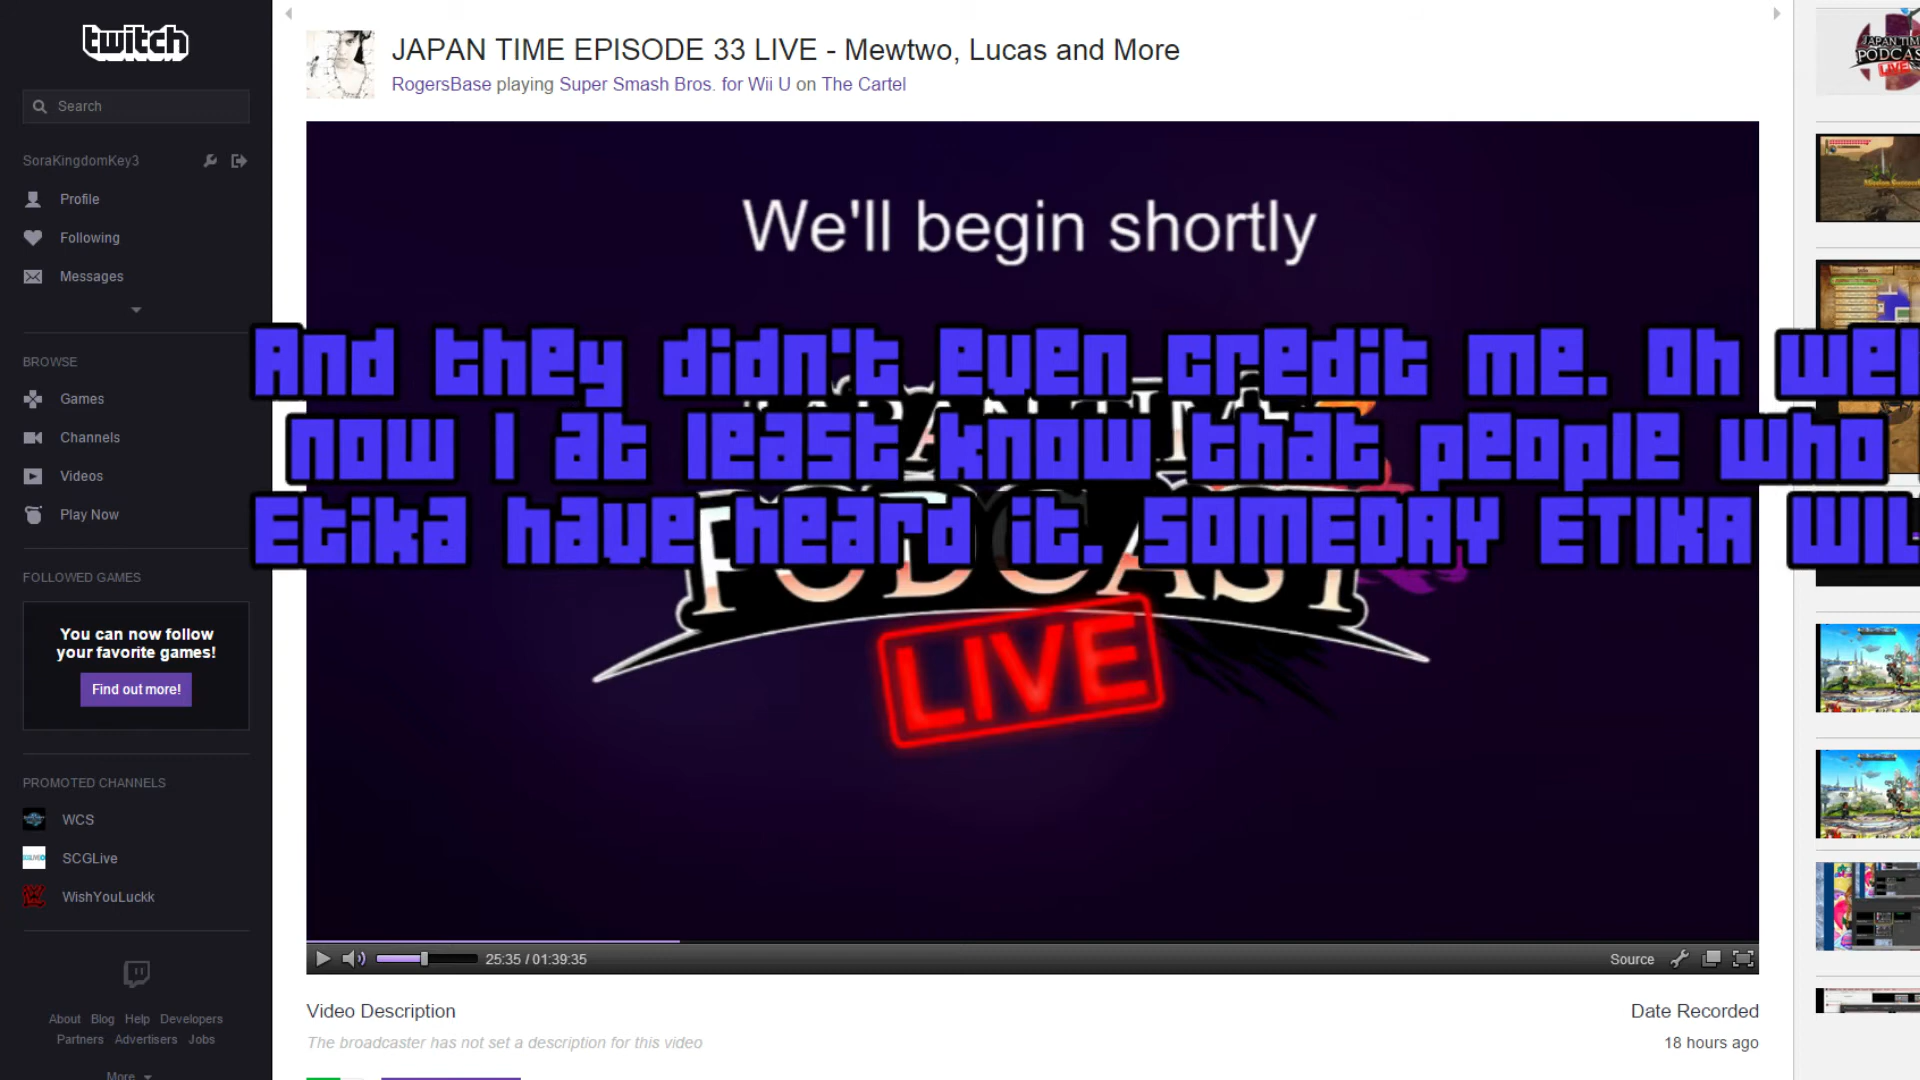 twitch
Search
SoraKingdomKey3
Profile
Following
Messages
BROWSE
Games
Channels
Videos
Play Now
FOLLOWED GAMES
You can now follow
your favorite games!
Find out more!
PROMOTED CHANNELS
WCS
SCGLive
WishYouLuckk
About Blog Help Developers
Partners Advertisers Jobs
More
JAPAN TIME EPISODE 33 LIVE - Mewtwo, Lucas and More
RogersBase playing Super Smash Bros. for Wii U on The Cartel
We'll begin shortly
And they didn't even credit me. Oh wel
now I at least know that people who
Etika have heard it. SOMEDAY ETIKA WIL
PODCAST
LIVE
25:35 / 01:39:35
Source
Video Description
Date Recorded
The broadcaster has not set a description for this video
18 hours ago
JAPAN TIM
PODCAS
LIVE